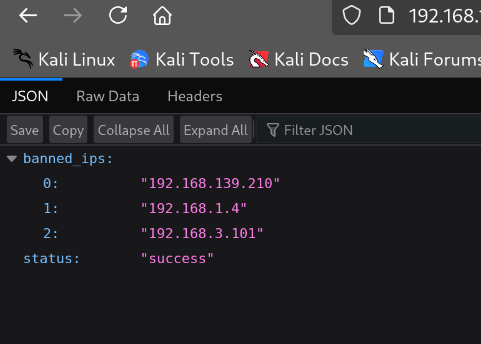 192.168.1
Kali Linux Kali Tools Kali Docs Kali Forums
JSON Raw Data Headers
Save Copy Collapse All Expand All Filter JSON
banned_ips:
0: "192.168.139.210"
1: "192.168.1.4"
2: "192.168.3.101"
status: "success"